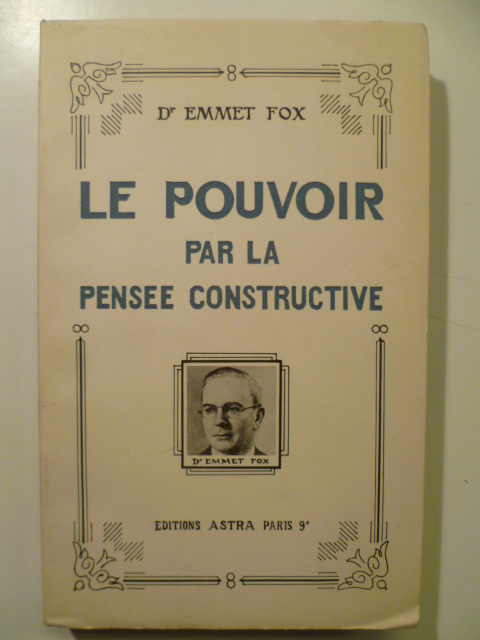 Dr EMMET FOX
LE POUVOIR
PAR LA
PENSEE CONSTRUCTIVE
Dr EMMET FOX
EDITIONS ASTRA PARIS 9e